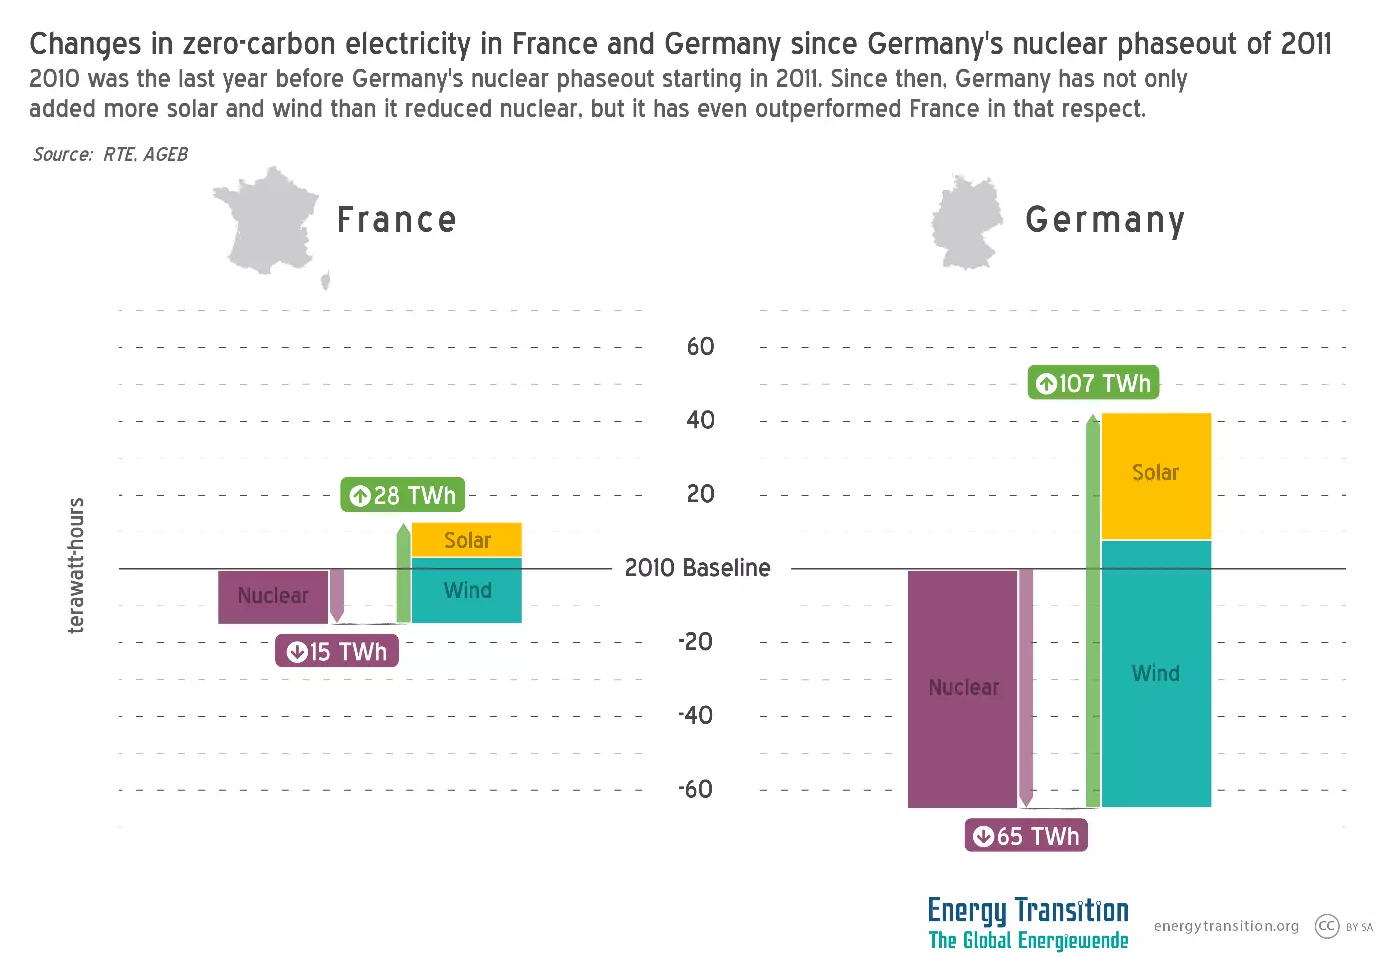 Changes in zero-carbon electricity in France and Germany since Germany's nuclear phaseout of 2011
2010 was the last year before Germany's nuclear phaseout starting in 2011. Since then, Germany has not only
added more solar and wind than it reduced nuclear, but it has even outperformed France in that respect.
Source: RTE, AGEB
France
Germany
terawatt-hours
60
40
20
2010 Baseline
-20
-40
-60
28 TWh
Solar
Wind
Nuclear
15 TWh
107 TWh
Solar
Wind
Nuclear
65 TWh
Energy Transition
The Global Energiewende
energytransition.org
CC BY SA